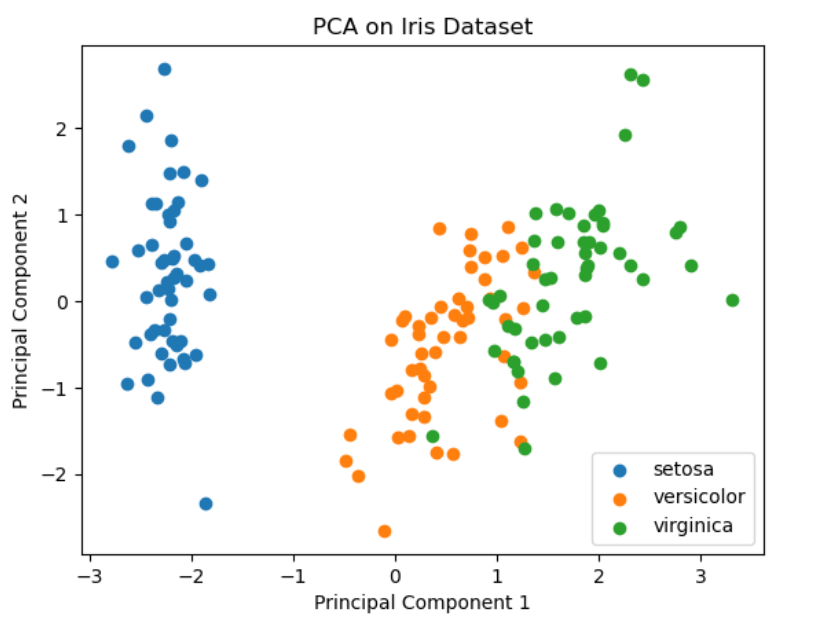 PCA on Iris Dataset
Principal Component 2
2
1
0
−1
−2
setosa
versicolor
virginica
−3 −2 −1 0 1 2 3
Principal Component 1